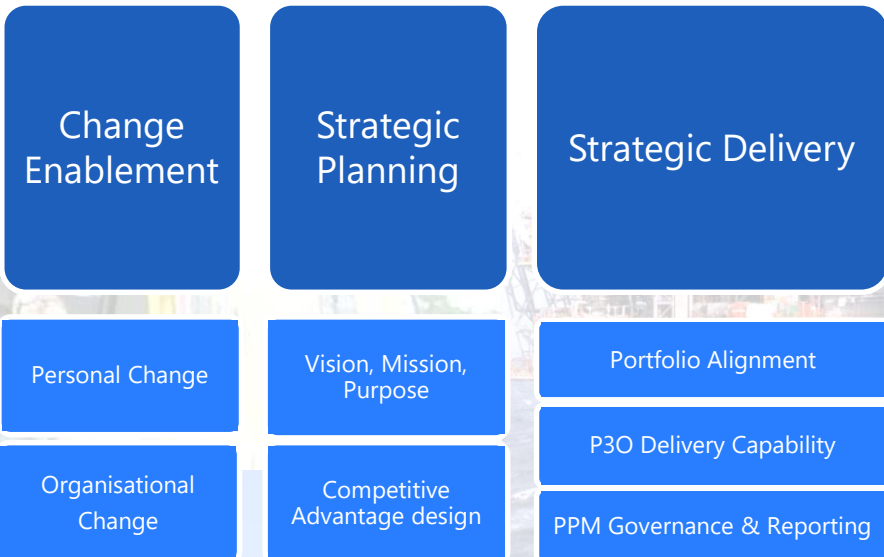 Change
Enablement
Strategic
Planning
Strategic Delivery
Personal Change
Organisational
Change
Vision, Mission,
Purpose
Competitive
Advantage design
Portfolio Alignment
P3O Delivery Capability
PPM Governance & Reporting